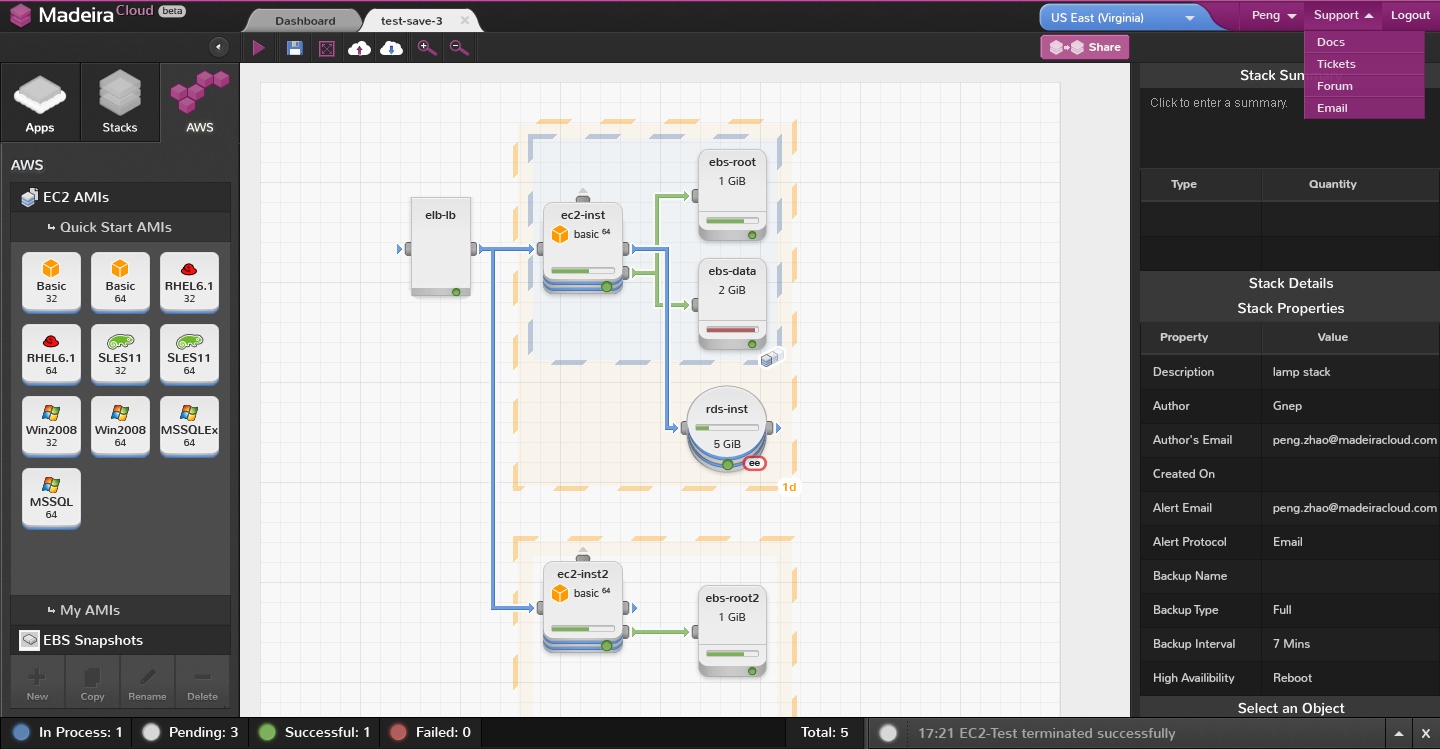 MadeiraCloud beta
Dashboard
test-save-3
US East (Virginia)
Peng
Support
Logout
Share
Docs
Tickets
Forum
Email
Apps
Stacks
AWS
AWS
EC2 AMIs
Quick Start AMIs
Basic
32
Basic
64
RHEL6.1
32
RHEL6.1
64
SLES11
32
SLES11
64
Win2008
32
Win2008
64
MSSQLEx
64
MSSQL
64
My AMIs
EBS Snapshots
New
Copy
Rename
Delete
elb-lb
ec2-inst
basic 64
ebs-root
1 GiB
ebs-data
2 GiB
rds-inst
5 GiB
ee
1d
ec2-inst2
basic 64
ebs-root2
1 GiB
Stack Summ
Click to enter a summary.
Type Quantity
Stack Details
Stack Properties
Property Value
Description lamp stack
Author Gnep
Author's Email peng.zhao@madeiracloud.com
Created On
Alert Email peng.zhao@madeiracloud.com
Alert Protocol Email
Backup Name
Backup Type Full
Backup Interval 7 Mins
High Availibility Reboot
Select an Object
In Process: 1
Pending: 3
Successful: 1
Failed: 0
Total: 5
17:21 EC2-Test terminated successfully
X